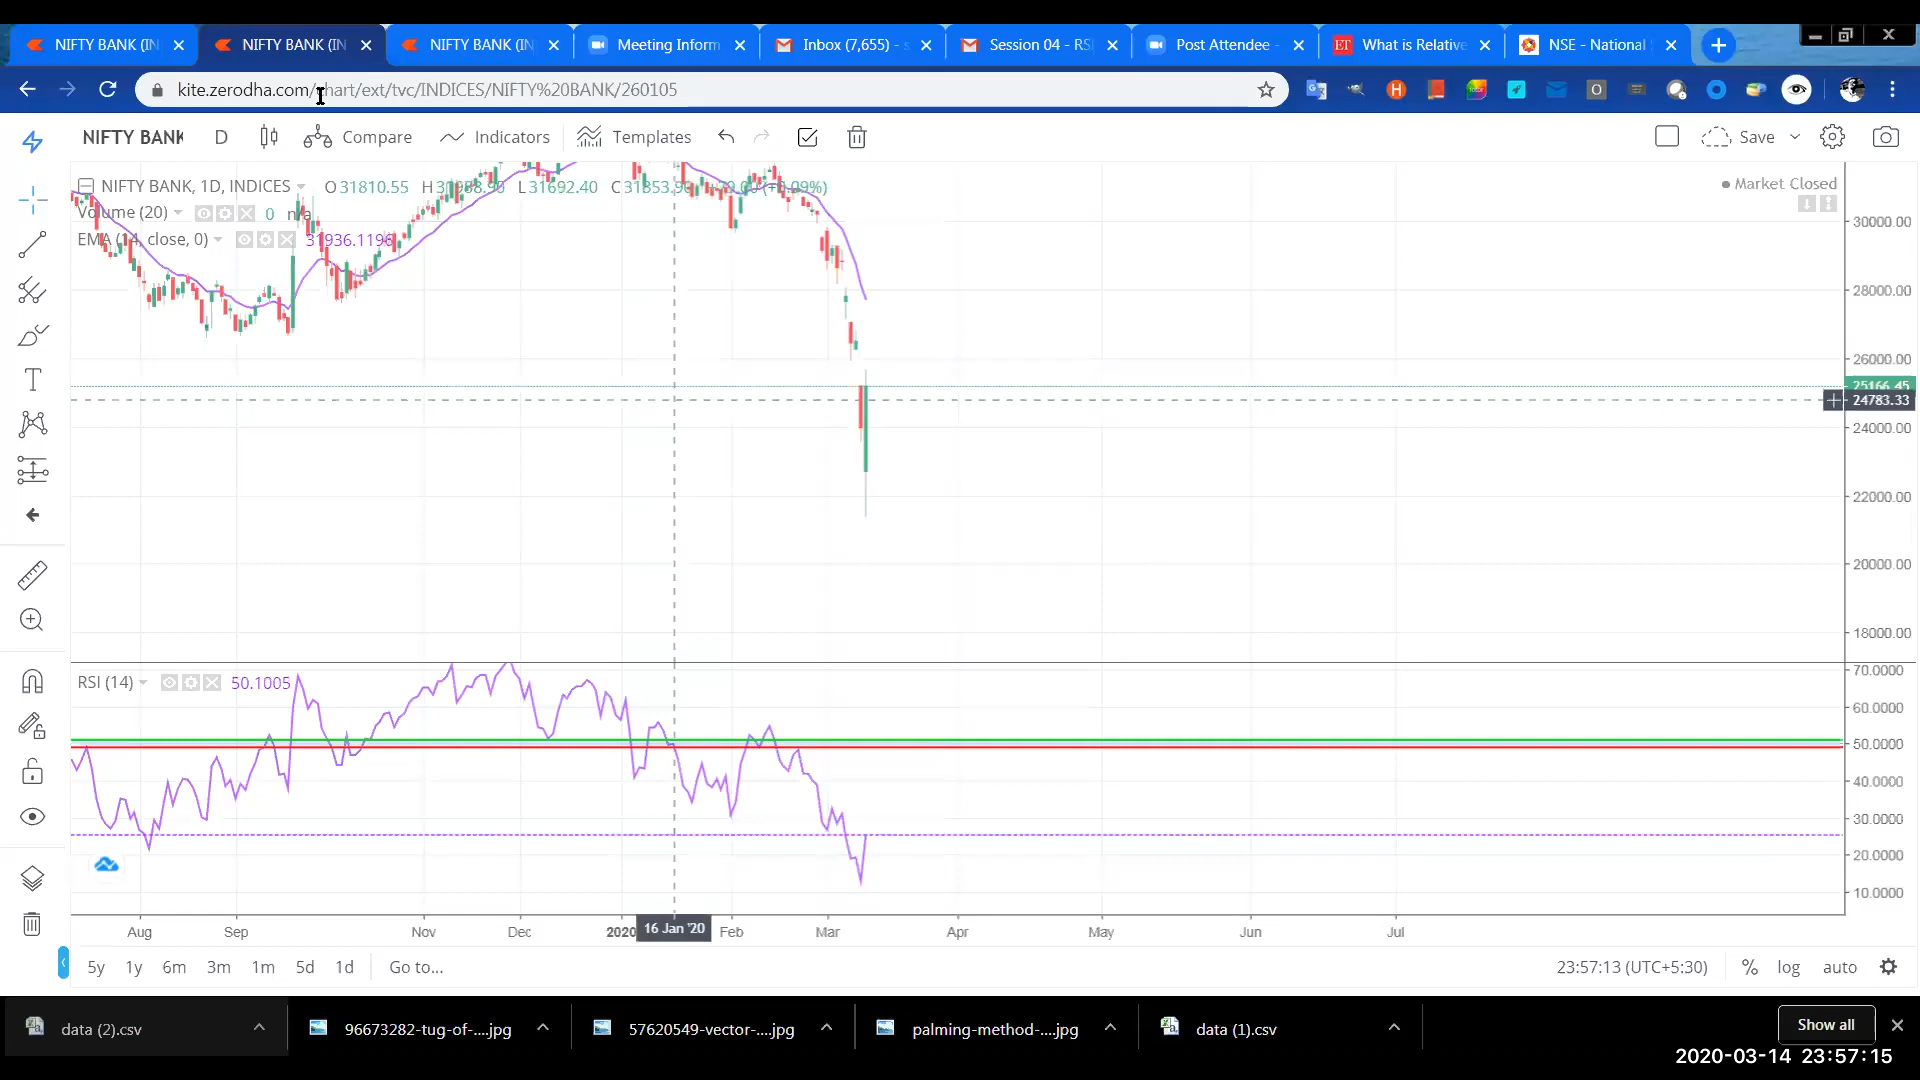 NIFTY BANK (IN
NIFTY BANK (IN
NIFTY BANK (IN
Meeting Inform
Inbox (7,655) - s
Session 04 - RSI
Post Attendee -
What is Relative
NSE - National
kite.zerodha.com/chart/ext/tvc/INDICES/NIFTY%20BANK/260105
NIFTY BANK D Compare Indicators Templates Save
NIFTY BANK, 1D, INDICES O31810.55 L31692.40
Market Closed
Volume (20) 0 n/a
EMA (14, close, 0) 31936.1196
30000.00
28000.00
26000.00
25166.45
24783.33
24000.00
22000.00
20000.00
18000.00
RSI (14) 50.1005
70.0000
60.0000
50.0000
40.0000
30.0000
20.0000
10.0000
Aug Sep Nov Dec 2020 16 Jan '20 Feb Mar Apr May Jun Jul
5y 1y 6m 3m 1m 5d 1d Go to... 23:57:13 (UTC+5:30) % log auto
data (2).csv
96673282-tug-of-....jpg
57620549-vector-....jpg
palming-method-....jpg
data (1).csv
Show all
2020-03-14 23:57:15